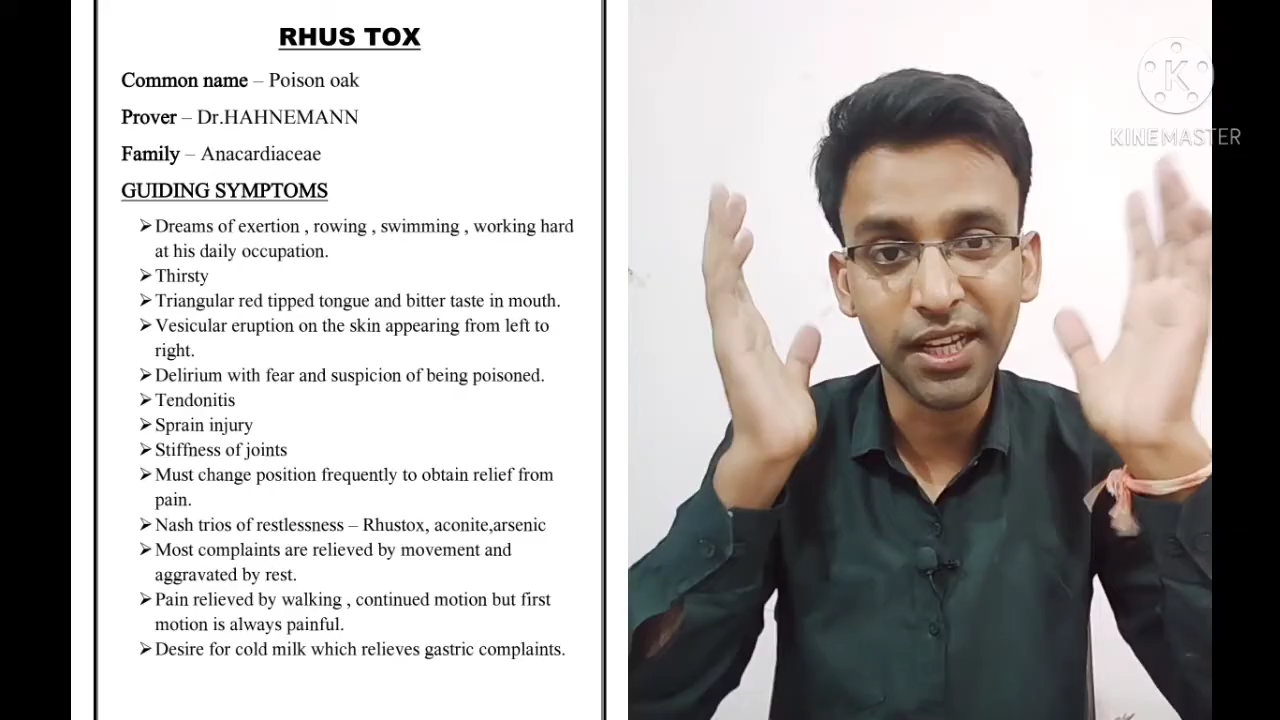 RHUS TOX
Common name – Poison oak
Prover – Dr.HAHNEMANN
Family – Anacardiaceae
GUIDING SYMPTOMS
➢Dreams of exertion , rowing , swimming , working hard
at his daily occupation.
➢Thirsty
➢Triangular red tipped tongue and bitter taste in mouth.
➢Vesicular eruption on the skin appearing from left to
right.
➢Delirium with fear and suspicion of being poisoned.
➢Tendonitis
➢Sprain injury
➢Stiffness of joints
➢Must change position frequently to obtain relief from
pain.
➢Nash trios of restlessness – Rhustox, aconite,arsenic
➢Most complaints are relieved by movement and
aggravated by rest.
➢Pain relieved by walking , continued motion but first
motion is always painful.
➢Desire for cold milk which relieves gastric complaints.
K
KINEMASTER